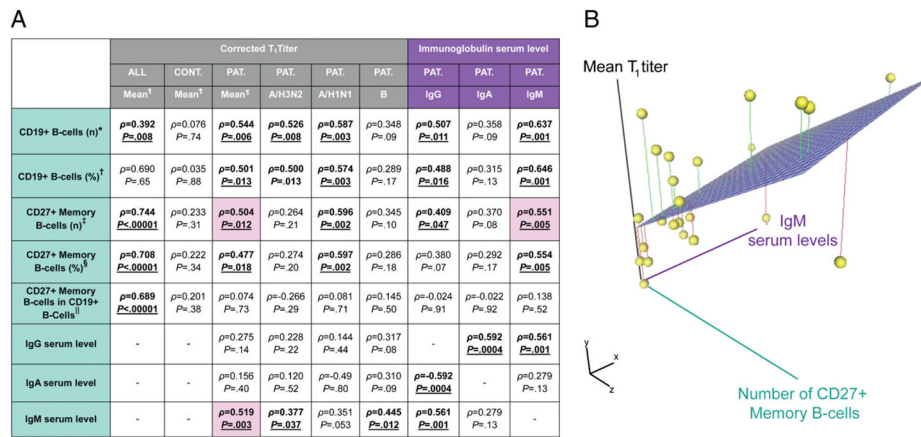 A
Corrected T1Titer Immunoglobulin serum level
ALL CONT. PAT. PAT. PAT. PAT. PAT. PAT. PAT.
Mean¶ Mean¶ Mean¶ A/H3N2 A/H1N1 B IgG IgA IgM
CD19+ B-cells (n)* ρ=0.392 ρ=0.076 ρ=0.544 ρ=0.526 ρ=0.587 ρ=0.348 ρ=0.507 ρ=0.358 ρ=0.637
P=.008 P=.74 P=.006 P=.008 P=.003 P=.09 P=.011 P=.09 P=.001
CD19+ B-cells (%)† ρ=0.690 ρ=0.035 ρ=0.501 ρ=0.500 ρ=0.574 ρ=0.289 ρ=0.488 ρ=0.315 ρ=0.646
P=.65 P=.88 P=.013 P=.013 P=.003 P=.17 P=.016 P=.13 P=.001
CD27+ Memory ρ=0.744 ρ=0.233 ρ=0.504 ρ=0.264 ρ=0.596 ρ=0.345 ρ=0.409 ρ=0.370 ρ=0.551
B-cells (n)‡ P<.00001 P=.31 P=.012 P=.21 P=.002 P=.10 P=.047 P=.08 P=.005
CD27+ Memory ρ=0.708 ρ=0.222 ρ=0.477 ρ=0.274 ρ=0.597 ρ=0.286 ρ=0.380 ρ=0.292 ρ=0.554
B-cells (%)§ P<.00001 P=.34 P=.018 P=.20 P=.002 P=.18 P=.07 P=.17 P=.005
CD27+ Memory
B-cells in CD19+ ρ=0.689 ρ=0.201 ρ=0.074 ρ=-0.266 ρ=0.081 ρ=0.145 ρ=-0.024 ρ=-0.022 ρ=0.138
B-Cells|| P<.00001 P=.38 P=.73 P=.29 P=.71 P=.50 P=.91 P=.92 P=.52
IgG serum level - - ρ=0.275 ρ=0.228 ρ=0.144 ρ=0.317 - ρ=0.592 ρ=0.561
P=.14 P=.22 P=.44 P=.08 P=.0004 P=.001
IgA serum level - - ρ=0.156 ρ=0.120 ρ=-0.49 ρ=0.310 ρ=-0.592 - ρ=0.279
P=.40 P=.52 P=.80 P=.09 P=.0004 P=.13
IgM serum level - - ρ=0.519 ρ=0.377 ρ=0.351 ρ=0.445 ρ=0.561 ρ=0.279 -
P=.003 P=.037 P=.053 P=.012 P=.001 P=.13
B
Mean T1titer
IgM
serum levels
y
x
z
Number of CD27+
Memory B-cells